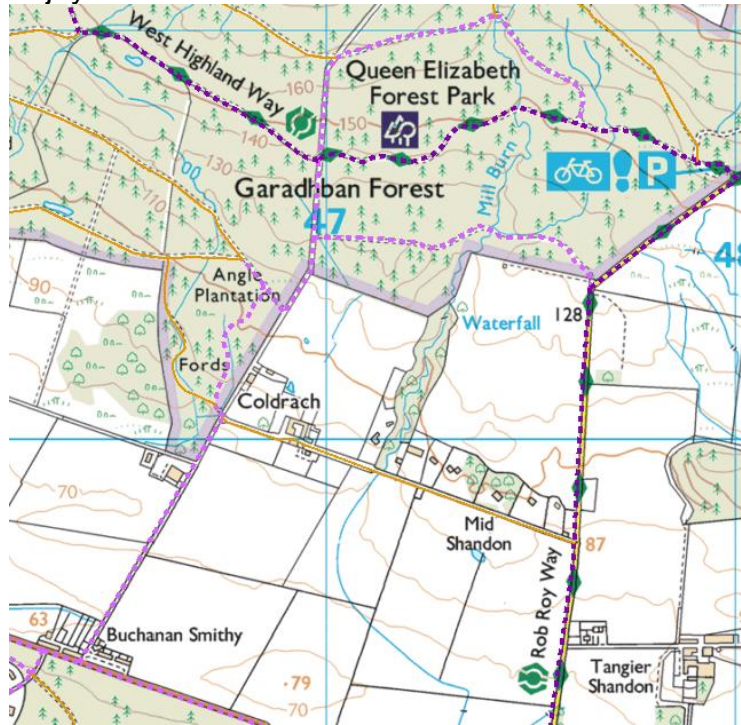 West Highland Way
160
Queen Elizabeth
Forest Park
150
140
130
110
P
Garadhban Forest
47
Mill Burn
48
Angle
Plantation
90
Waterfall
128
Fords
Coldrach
70
Mid
Shandon
87
Rob Roy Way
63
Buchanan Smithy
79
70
Tangier
Shandon